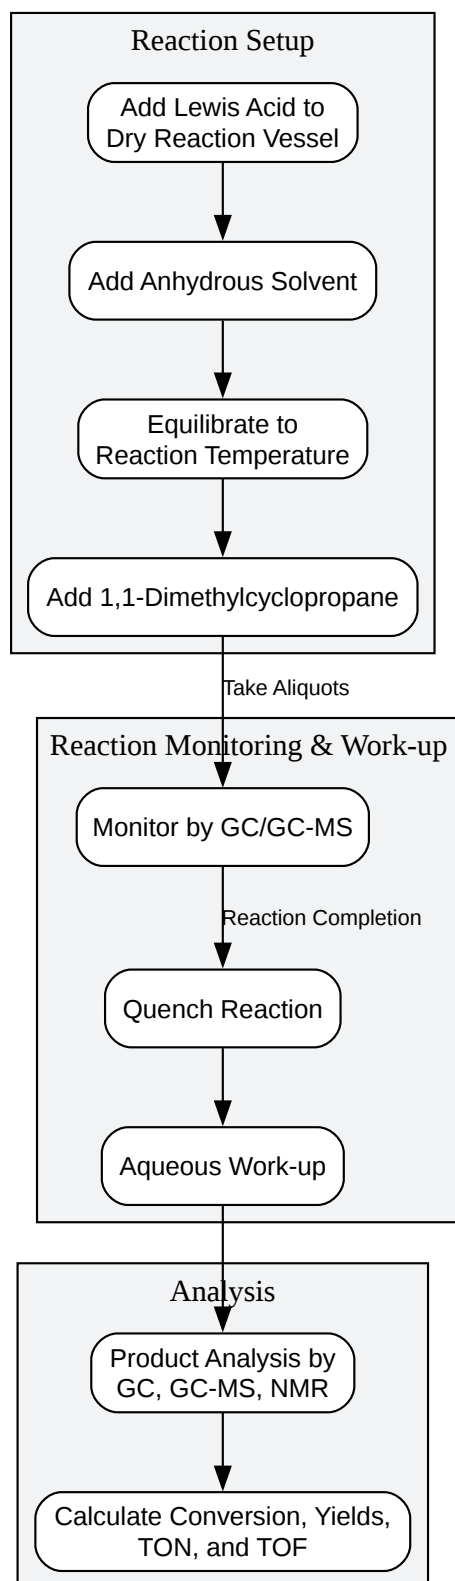 Reaction Setup
Add Lewis Acid to
Dry Reaction Vessel
Add Anhydrous Solvent
Equilibrate to
Reaction Temperature
Add 1,1-Dimethylcyclopropane
Take Aliquots
Reaction Monitoring & Work-up
Monitor by GC/GC-MS
Reaction Completion
Quench Reaction
Aqueous Work-up
Analysis
Product Analysis by
GC, GC-MS, NMR
Calculate Conversion, Yields,
TON, and TOF